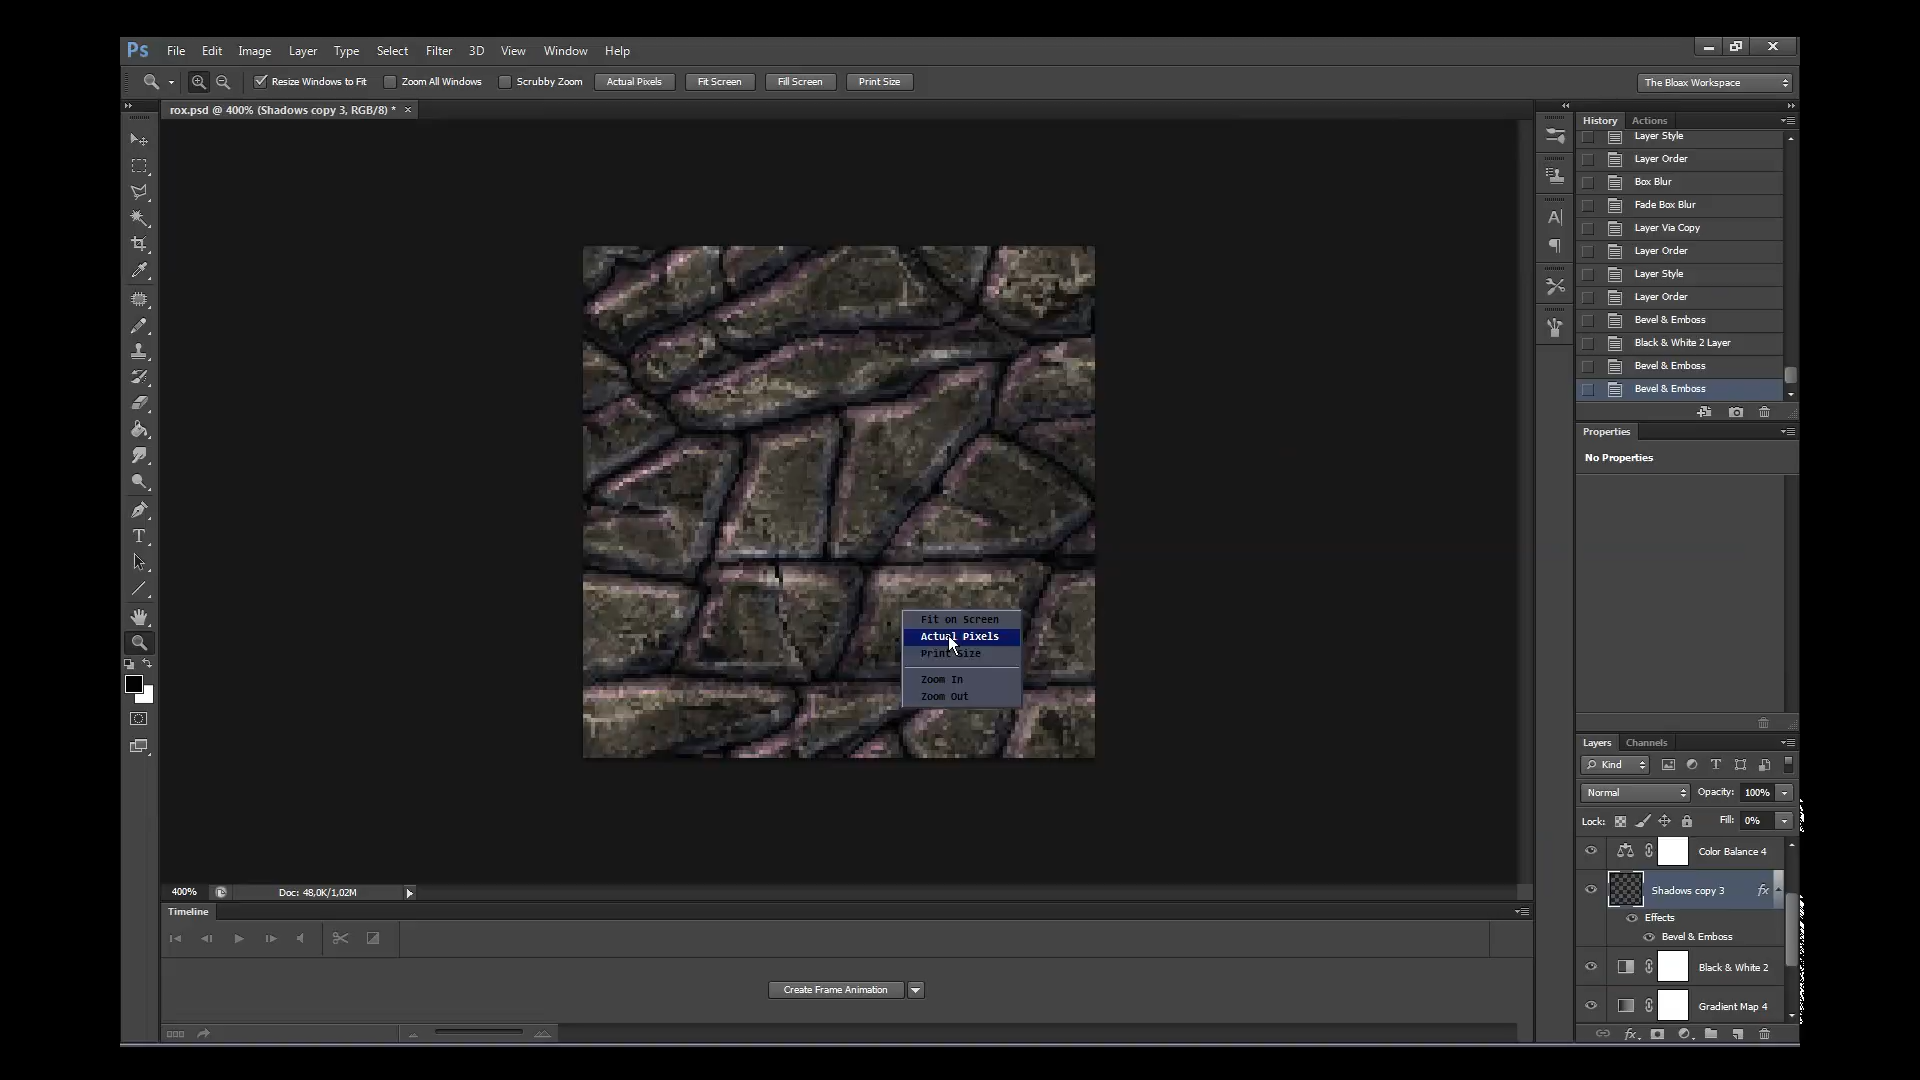 Ps File Edit Image Layer Type Select Filter 3D View Window Help
Resize Windows to Fit Zoom All Windows Scrubby Zoom Actual Pixels Fit Screen Fill Screen Print Size The Bloax Workspace
rox.psd @ 400% (Shadows copy 3, RGB/8) * ×
History Actions
Layer Style
Layer Order
Box Blur
Fade Box Blur
Layer Via Copy
Layer Order
Layer Style
Layer Order
Bevel & Emboss
Black & White 2 Layer
Bevel & Emboss
Bevel & Emboss
Properties
No Properties
Fit on Screen
Actual Pixels
Print Size
Zoom In
Zoom Out
Layers Channels
Kind
Normal Opacity: 100%
Lock: Fill: 0%
Color Balance 4
Shadows copy 3 fx
Effects
Bevel & Emboss
Black & White 2
Gradient Map 4
400% Doc: 48,0K/1,02M
Timeline
Create Frame Animation